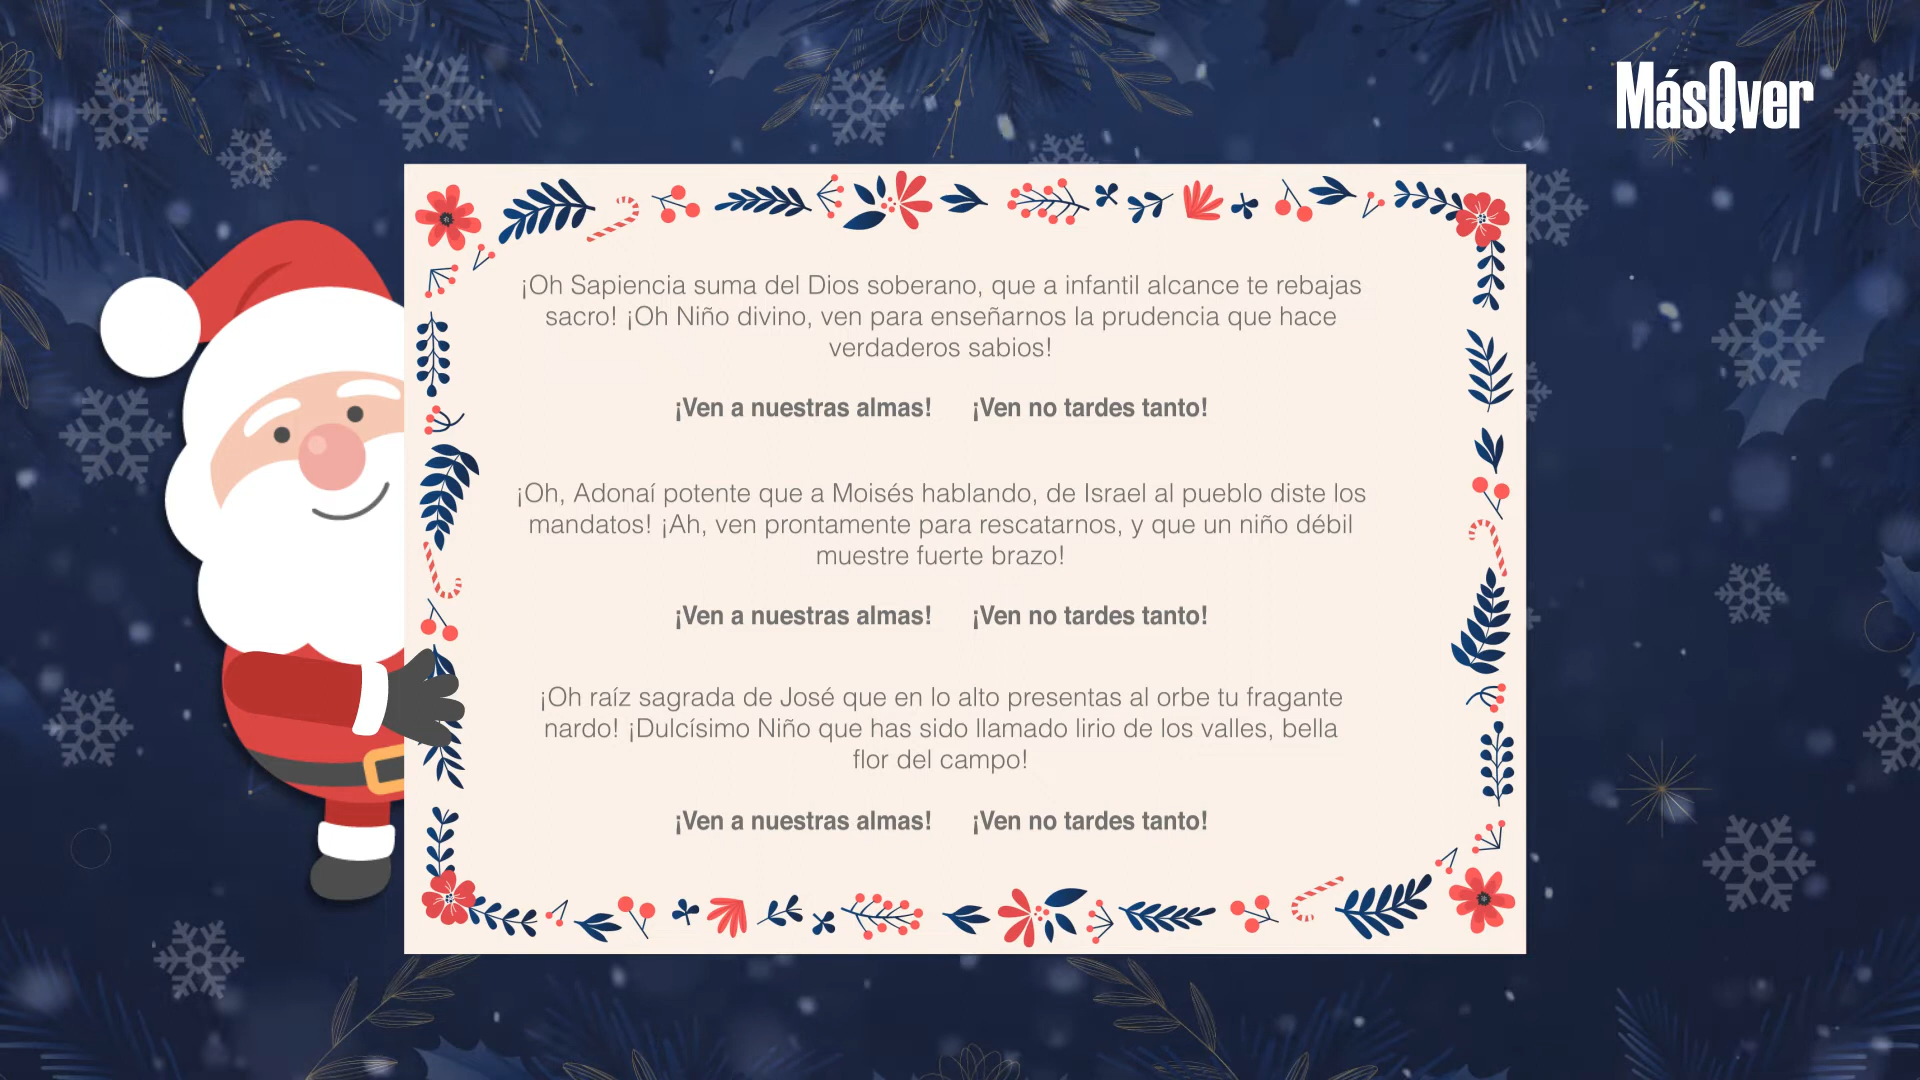 MásQver
¡Oh Sapiencia suma del Dios soberano, que a infantil alcance te rebajas
sacro! ¡Oh Niño divino, ven para enseñarnos la prudencia que hace
verdaderos sabios!
¡Ven a nuestras almas! ¡Ven no tardes tanto!
¡Oh, Adonaí potente que a Moisés hablando, de Israel al pueblo diste los
mandatos! ¡Ah, ven prontamente para rescatarnos, y que un niño débil
muestre fuerte brazo!
¡Ven a nuestras almas! ¡Ven no tardes tanto!
¡Oh raíz sagrada de José que en lo alto presentas al orbe tu fragante
nardo! ¡Dulcísimo Niño que has sido llamado lirio de los valles, bella
flor del campo!
¡Ven a nuestras almas! ¡Ven no tardes tanto!